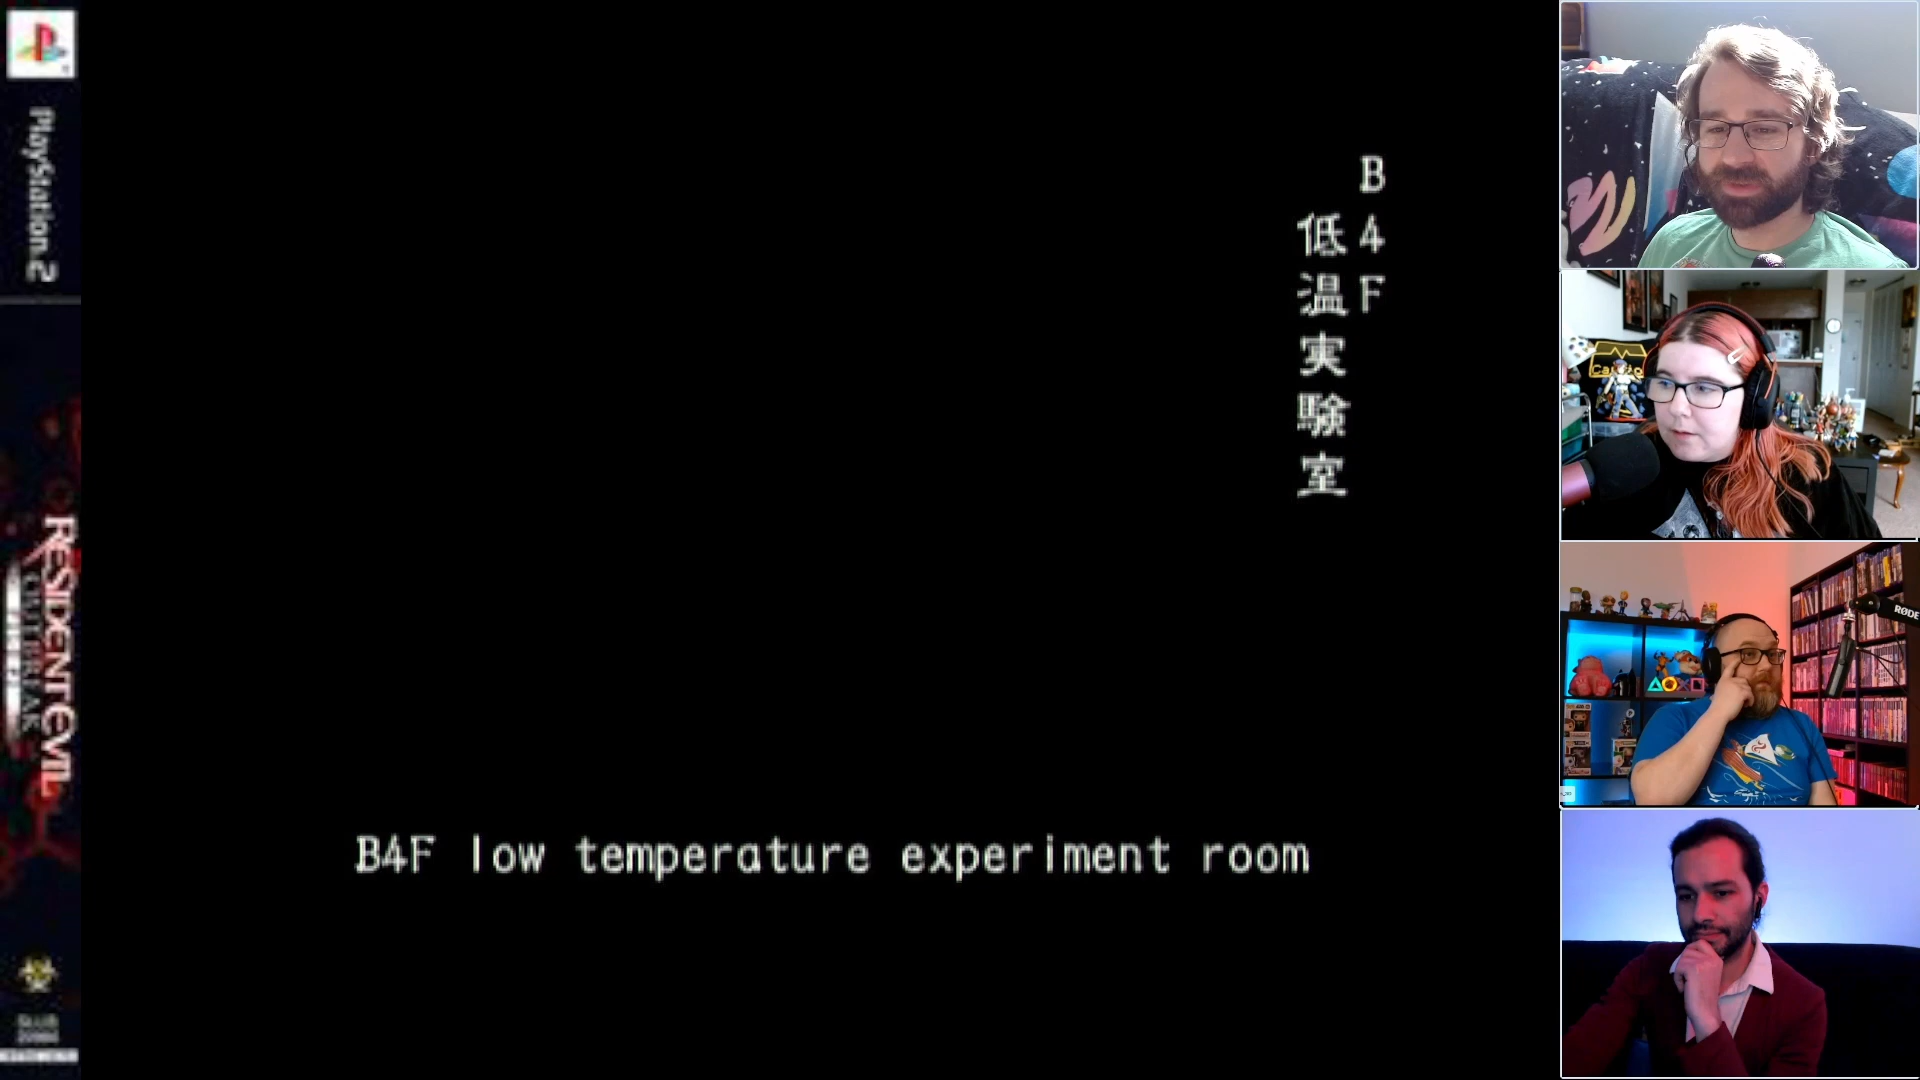 PlayStation.2
RESIDENT EVIL
OUTBREAK
B4F
低温実験室
B4F low temperature experiment room
RØDE